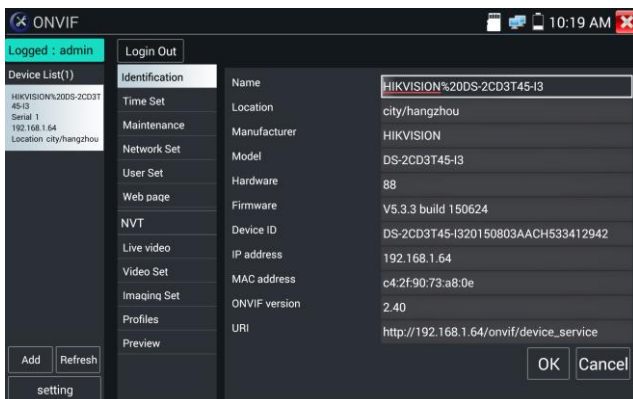 ONVIF
10:19 AM
Logged : admin
Login Out
Device List(1)
HIKVISION%20DS-2CD3T
45-I3
Serial 1
192.168.1.64
Location city/hangzhou
Add
Refresh
setting
Identification
Time Set
Maintenance
Network Set
User Set
Web page
NVT
Live video
Video Set
Imaging Set
Profiles
Preview
Name HIKVISION%20DS-2CD3T45-I3
Location city/hangzhou
Manufacturer HIKVISION
Model DS-2CD3T45-I3
Hardware 88
Firmware V5.3.3 build 150624
Device ID DS-2CD3T45-I320150803AACH533412942
IP address 192.168.1.64
MAC address c4:2f:90:73:a8:0e
ONVIF version 2.40
URI http://192.168.1.64/onvif/device_service
OK
Cancel